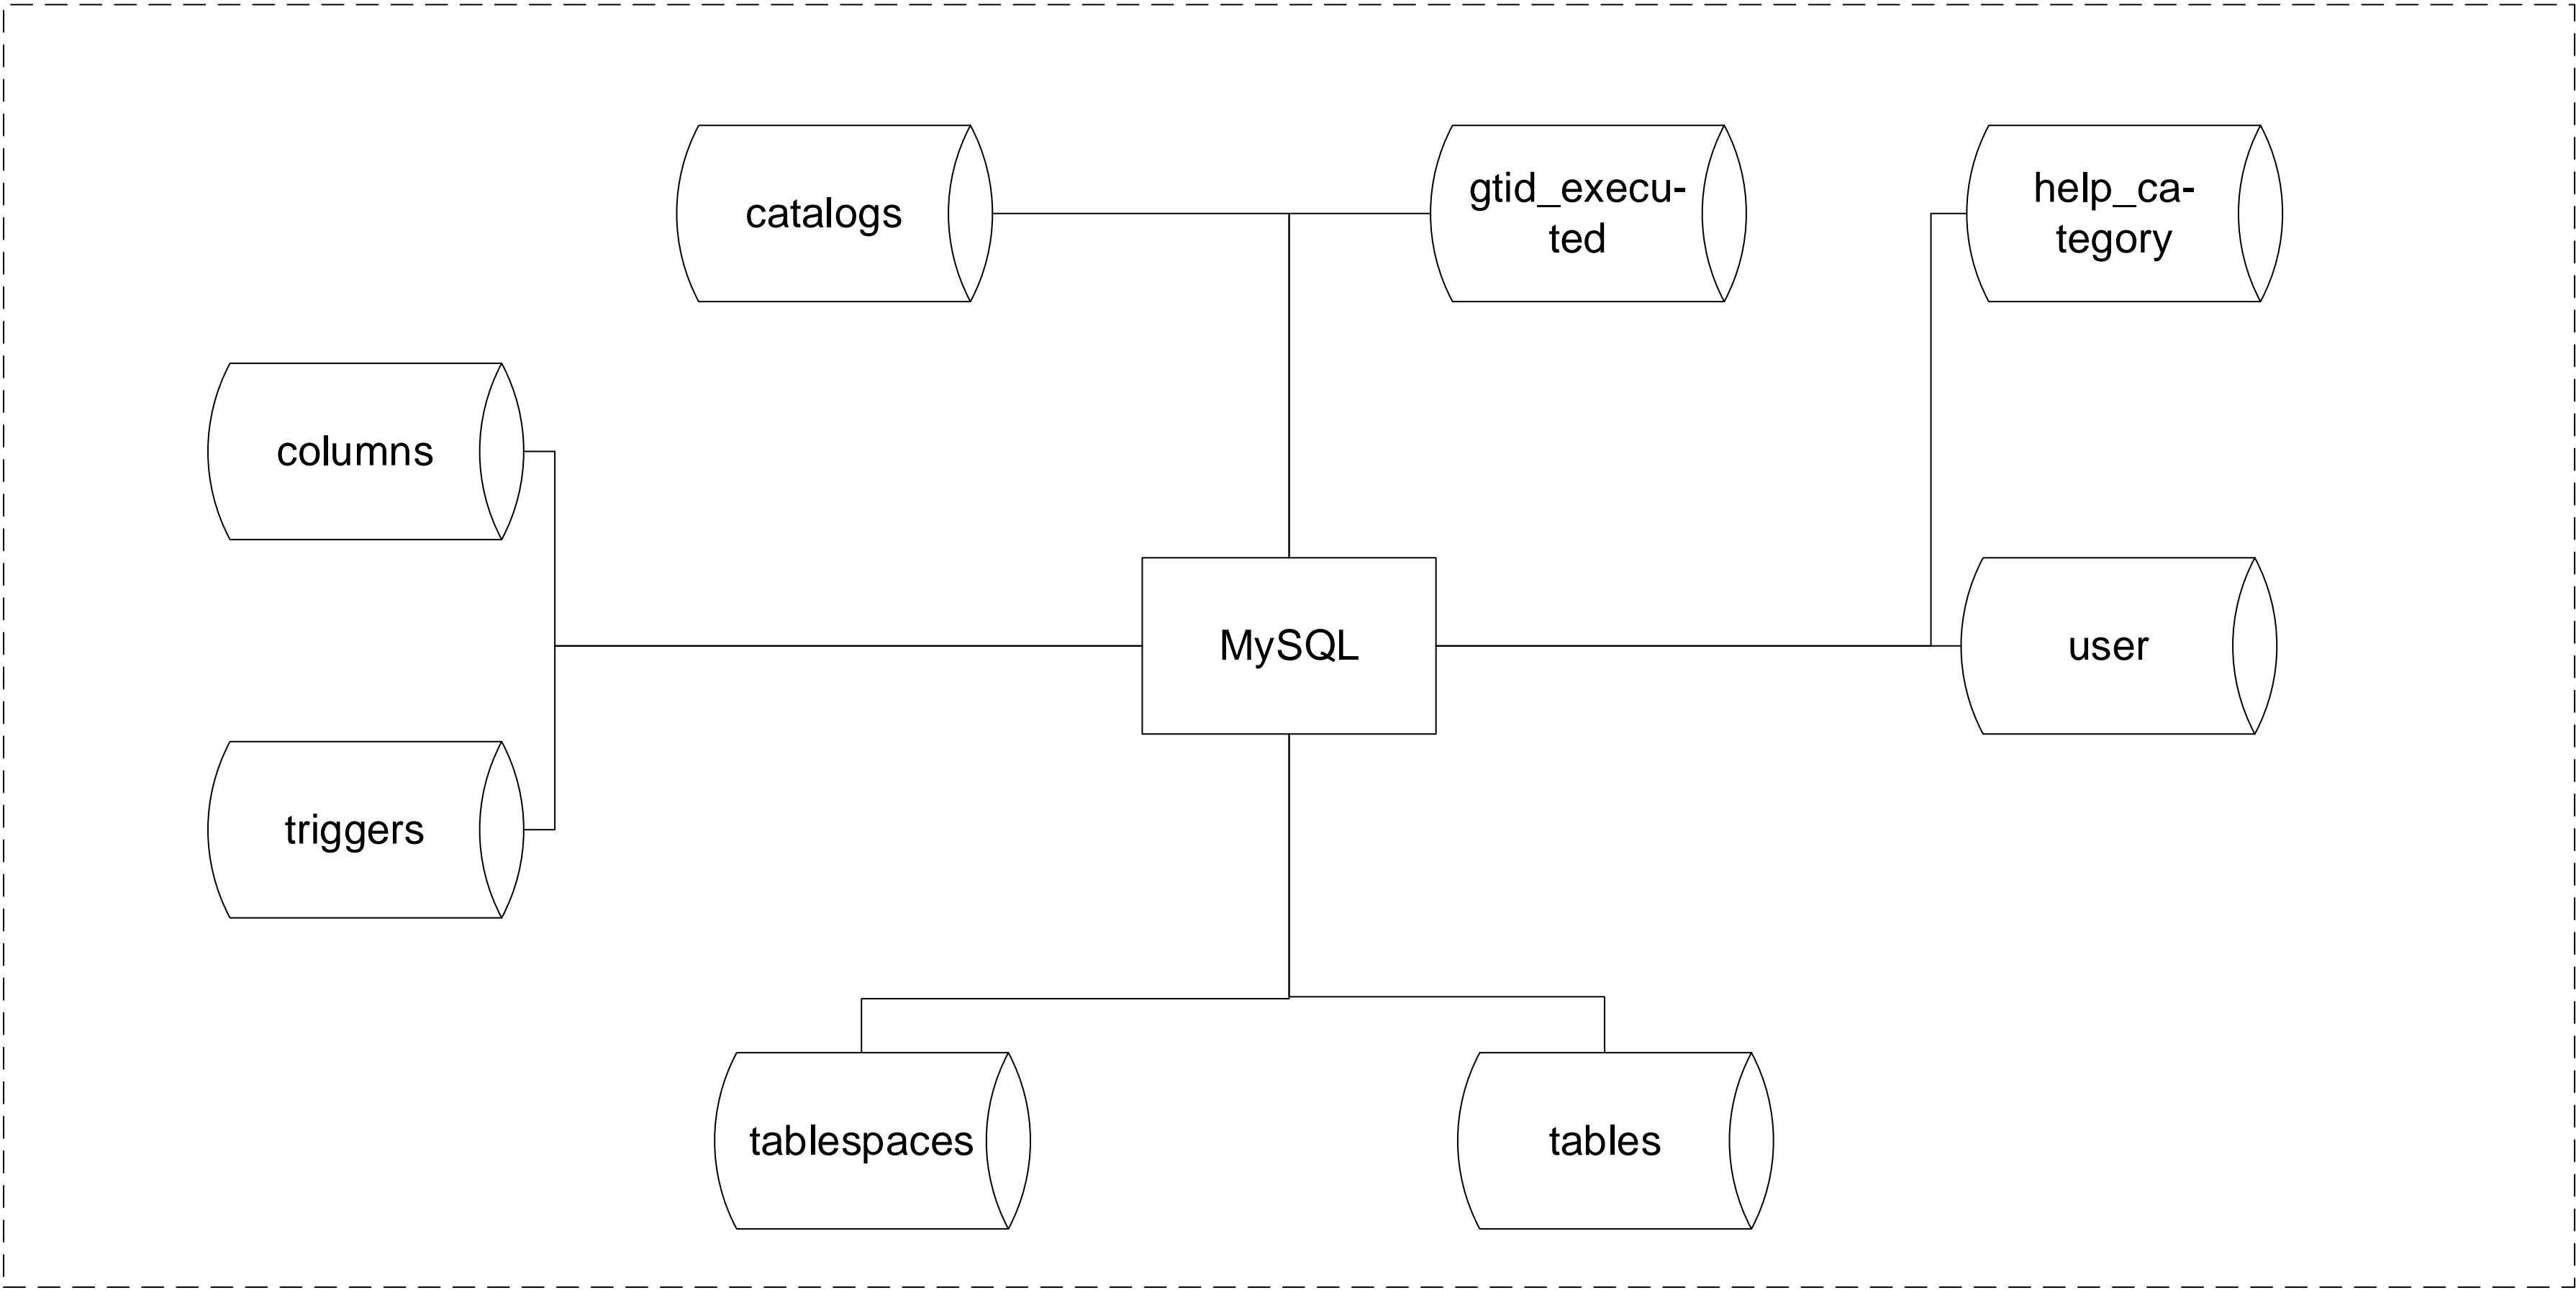 catalogs
gtid_execu-
ted
help_ca-
tegory
columns
MySQL
user
triggers
tablespaces
tables